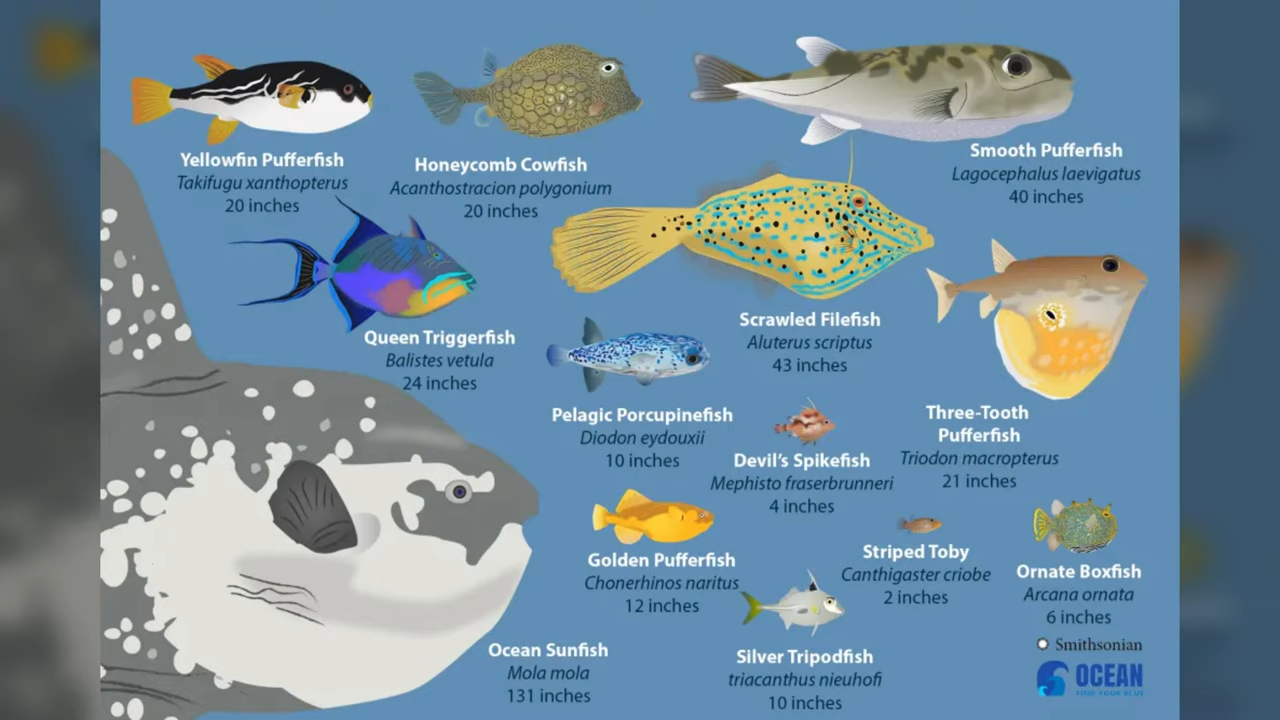 Yellowfin Pufferfish
Takifugu xanthopterus
20 inches
Honeycomb Cowfish
Acanthostracion polygonium
20 inches
Smooth Pufferfish
Lagocephalus laevigatus
40 inches
Queen Triggerfish
Balistes vetula
24 inches
Scrawled Filefish
Aluterus scriptus
43 inches
Pelagic Porcupinefish
Diodon eydouxii
10 inches
Devil's Spikefish
Mephisto fraserbrunneri
4 inches
Three-Tooth
Pufferfish
Triodon macropterus
21 inches
Golden Pufferfish
Chonerhinos naritus
12 inches
Striped Toby
Canthigaster criobe
2 inches
Ornate Boxfish
Arcana ornata
6 inches
Ocean Sunfish
Mola mola
131 inches
Silver Tripodfish
triacanthus nieuhofi
10 inches
Smithsonian
OCEAN
FIND YOUR BLUE